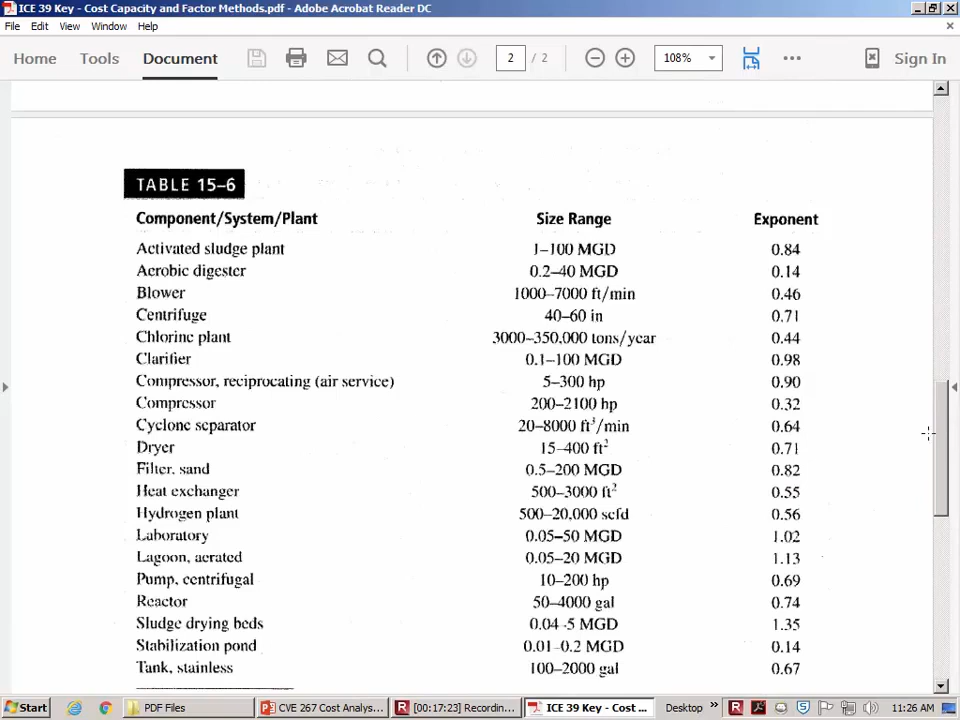 ICE 39 Key - Cost Capacity and Factor Methods.pdf - Adobe Acrobat Reader DC
File Edit View Window Help
Home Tools Document 2 / 2 108% Sign In
TABLE 15–6
Component/System/Plant Size Range Exponent
Activated sludge plant 1–100 MGD 0.84
Aerobic digester 0.2–40 MGD 0.14
Blower 1000–7000 ft/min 0.46
Centrifuge 40–60 in 0.71
Chlorine plant 3000–350,000 tons/year 0.44
Clarifier 0.1–100 MGD 0.98
Compressor, reciprocating (air service) 5–300 hp 0.90
Compressor 200–2100 hp 0.32
Cyclone separator 20–8000 ft³/min 0.64
Dryer 15–400 ft² 0.71
Filter, sand 0.5–200 MGD 0.82
Heat exchanger 500–3000 ft² 0.55
Hydrogen plant 500–20,000 scfd 0.56
Laboratory 0.05–50 MGD 1.02
Lagoon, aerated 0.05–20 MGD 1.13
Pump, centrifugal 10–200 hp 0.69
Reactor 50–4000 gal 0.74
Sludge drying beds 0.04–5 MGD 1.35
Stabilization pond 0.01–0.2 MGD 0.14
Tank, stainless 100–2000 gal 0.67
Start PDF Files CVE 267 Cost Analys... [00:17:23] Recordin... ICE 39 Key - Cost ... Desktop » 11:26 AM